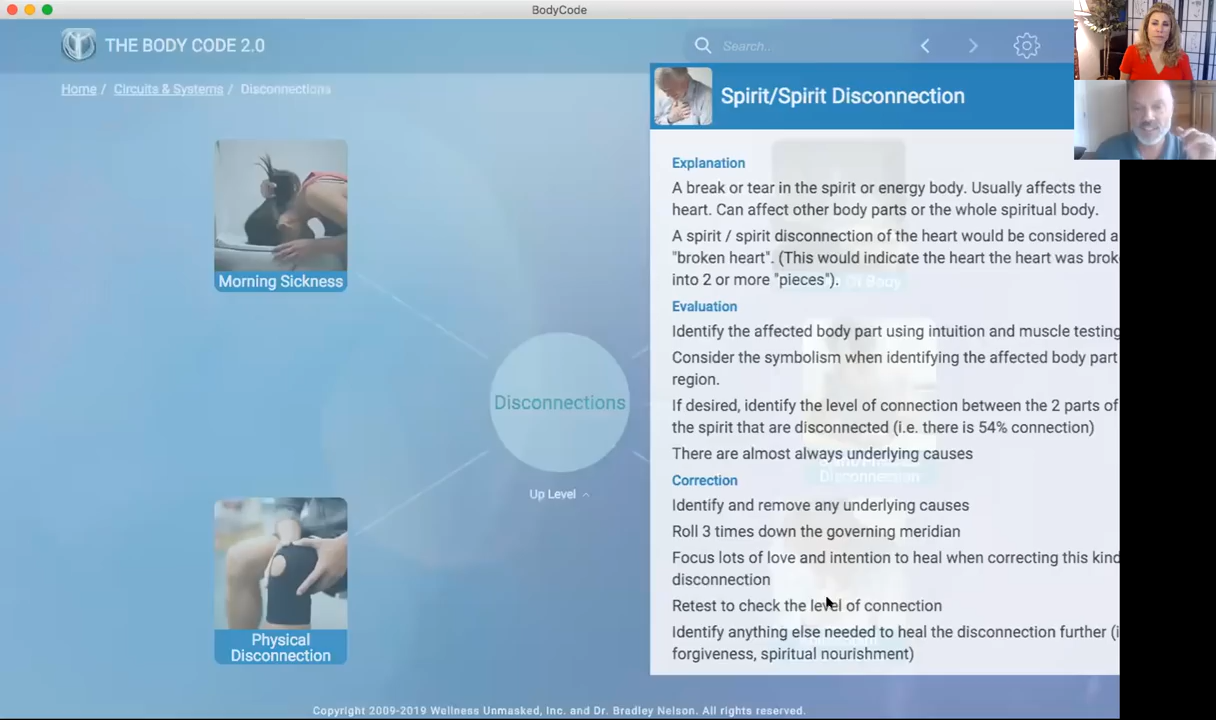 BodyCode
THE BODY CODE 2.0
Search..
Home / Circuits & Systems / Disconnections
Morning Sickness
Disconnections
Up Level
Physical
Disconnection
Spirit/Spirit Disconnection
Explanation
A break or tear in the spirit or energy body. Usually affects the
heart. Can affect other body parts or the whole spiritual body.
A spirit / spirit disconnection of the heart would be considered a
"broken heart". (This would indicate the heart the heart was brok
into 2 or more "pieces").
Of Body
Evaluation
Identify the affected body part using intuition and muscle testing
Consider the symbolism when identifying the affected body part
region.
If desired, identify the level of connection between the 2 parts of
the spirit that are disconnected (i.e. there is 54% connection)
There are almost always underlying causes
Disconnection
Correction
Identify and remove any underlying causes
Roll 3 times down the governing meridian
Focus lots of love and intention to heal when correcting this kind
disconnection
Retest to check the level of connection
Identify anything else needed to heal the disconnection further (i
forgiveness, spiritual nourishment)
Copyright 2009-2019 Wellness Unmasked, Inc. and Dr. Bradley Nelson. All rights reserved.